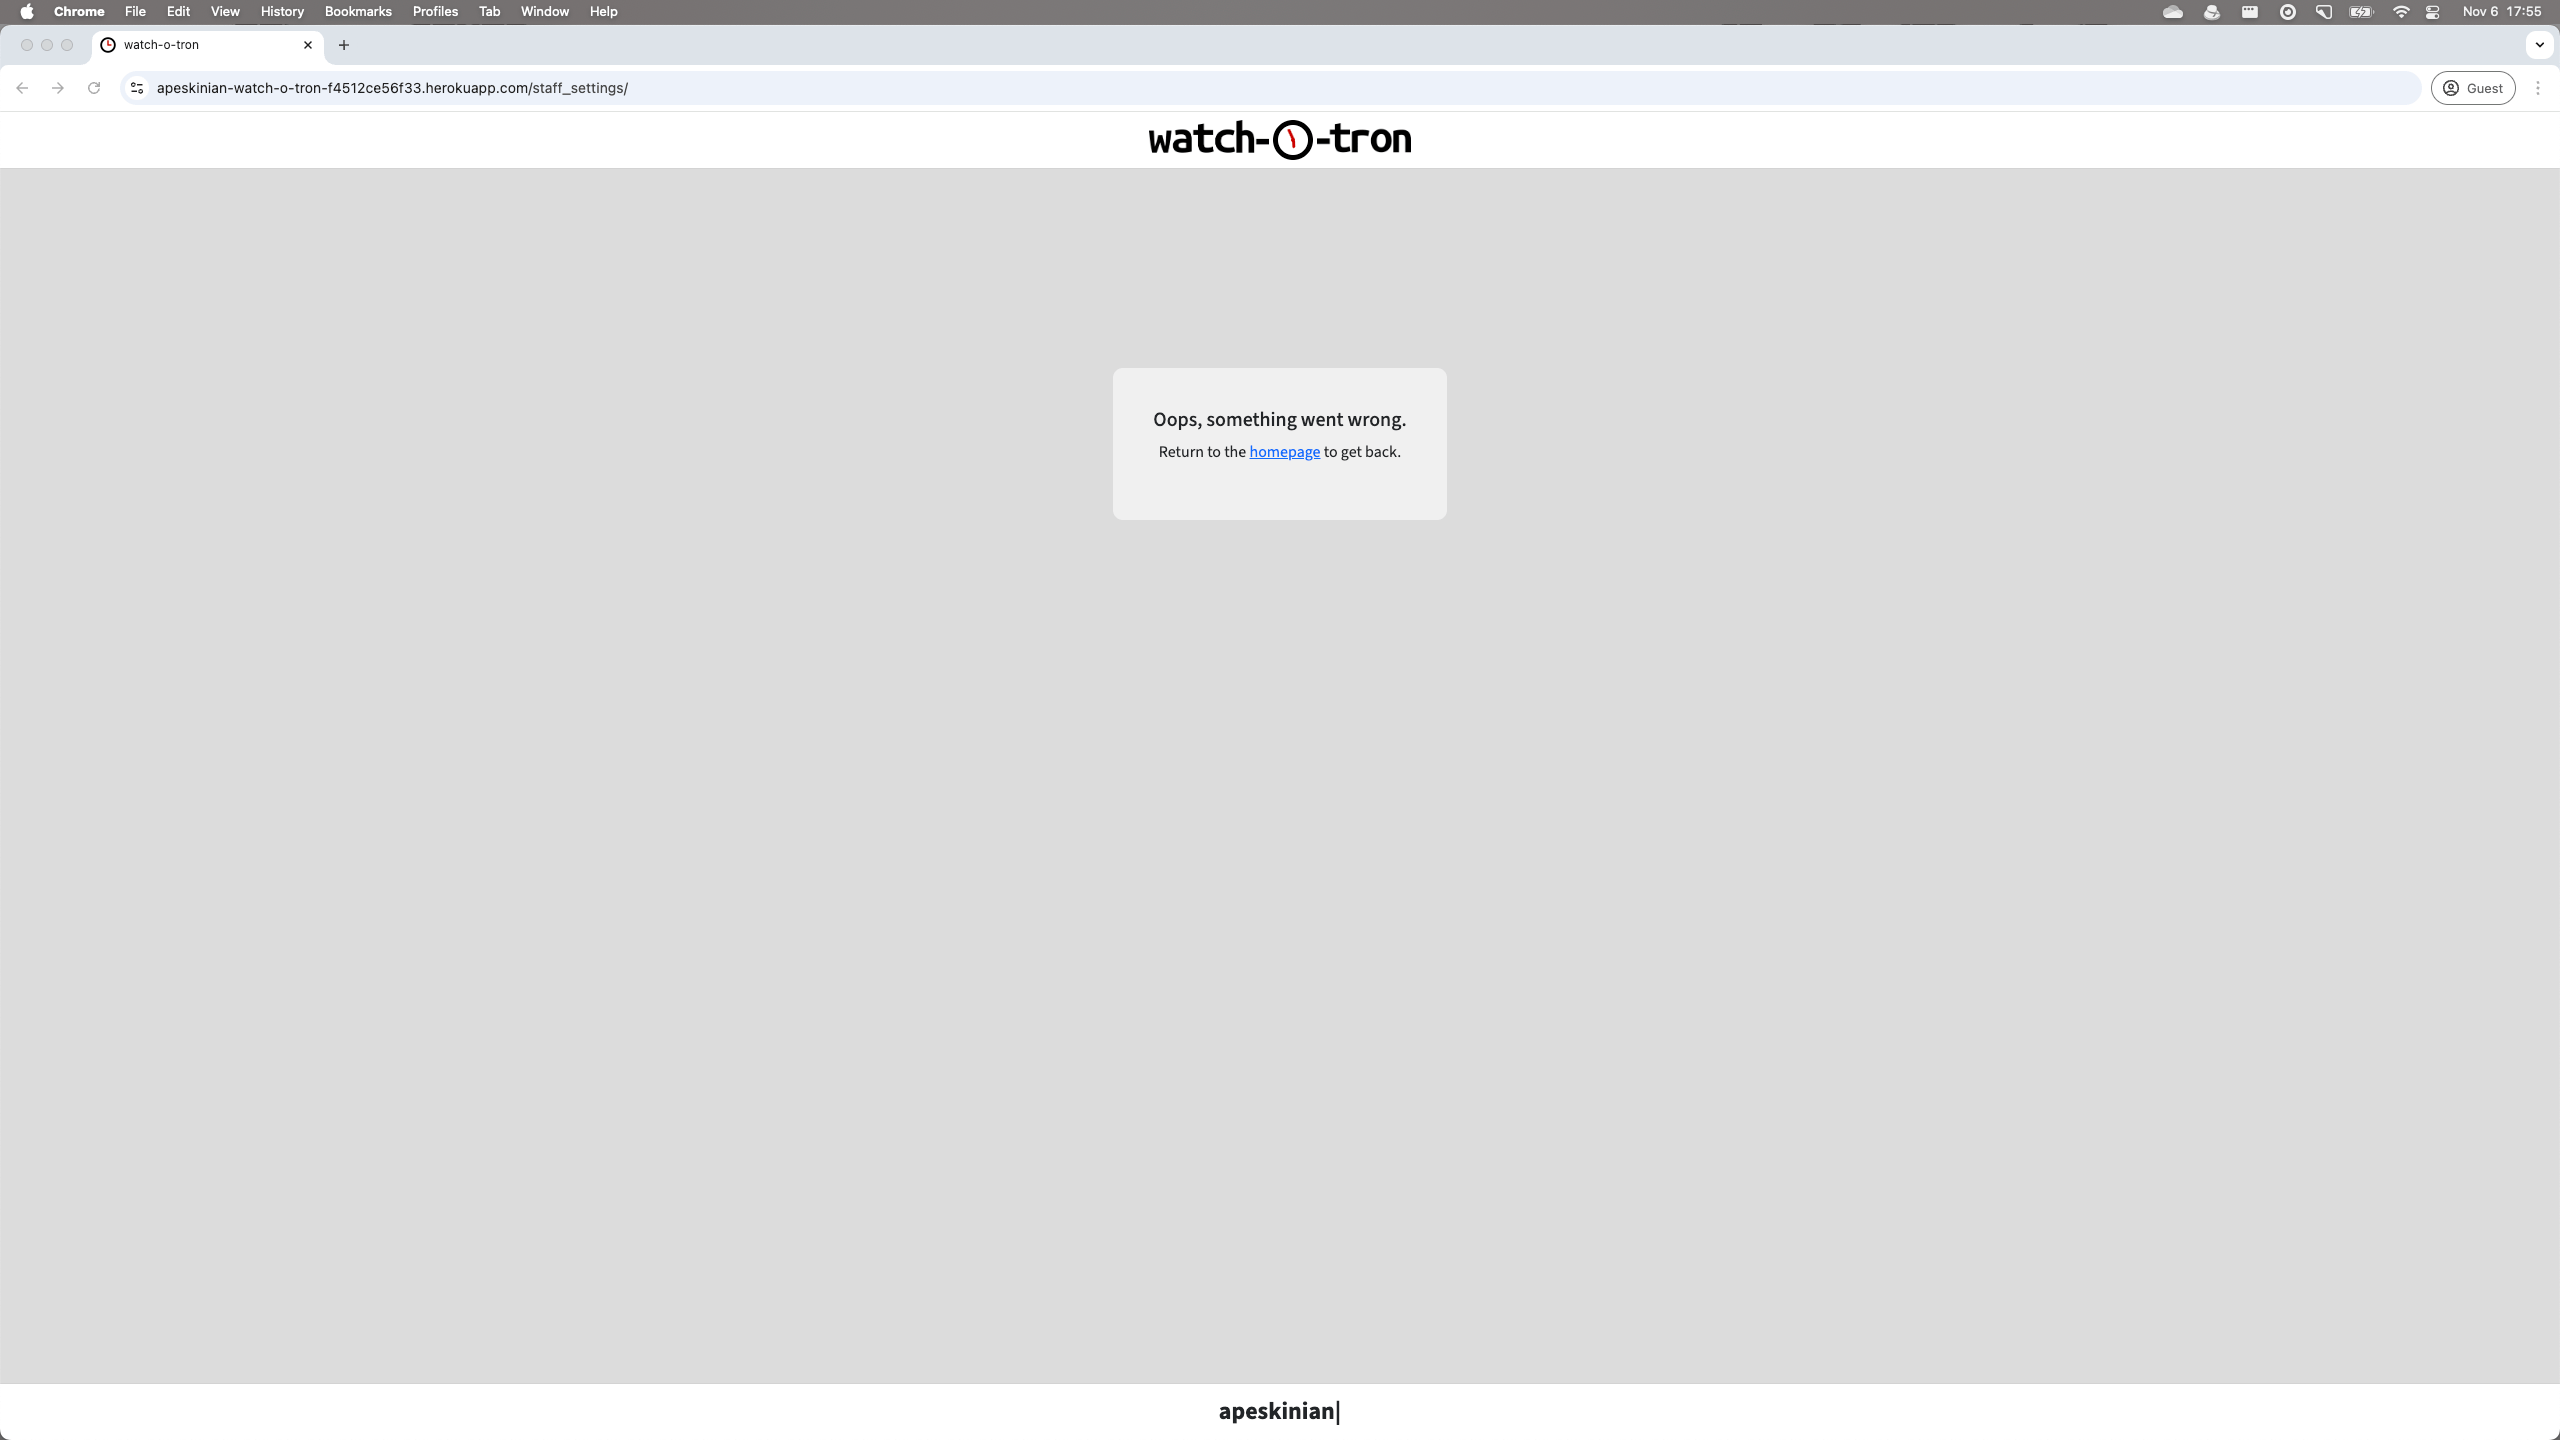 Chrome File Edit View History Bookmarks Profiles Tab Window Help Nov 6 17:55
watch-o-tron
apeskinian-watch-o-tron-f4512ce56f33.herokuapp.com/staff_settings/ Guest
watch-o-tron
Oops, something went wrong.
Return to the homepage to get back.
apeskinian|